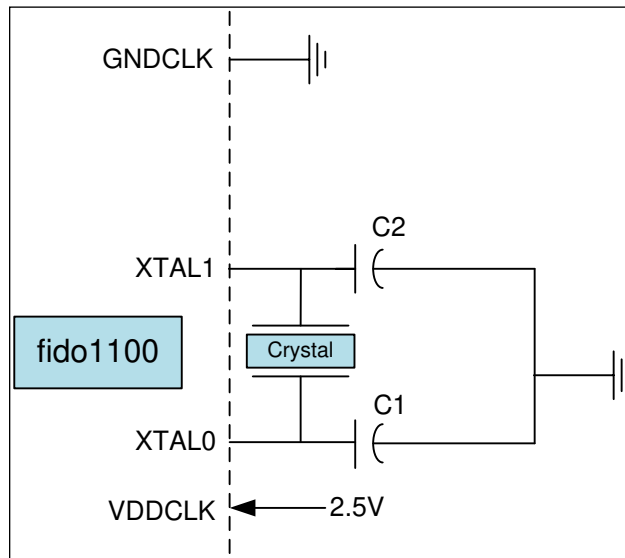 GNDCLK
C2
XTAL1
fido1100
Crystal
C1
XTAL0
VDDCLK
2.5V